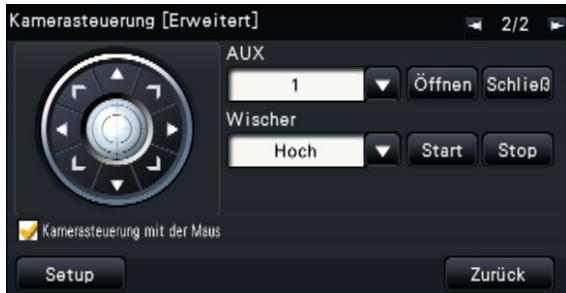 Kamerasteuerung [Erweitert] 2/2
AUX
1 Öffnen Schließ
Wischer
Hoch Start Stop
Kamerasteuerung mit der Maus
Setup Zurück